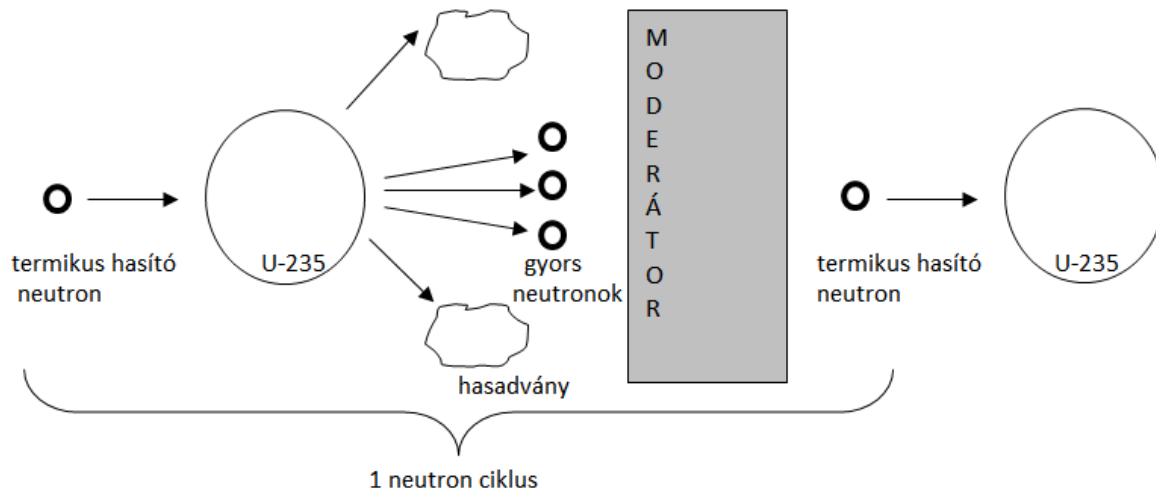 M
O
D
E
R
Á
T
O
R
termikus hasító
neutron
U-235
gyors
neutronok
hasadvány
termikus hasító
neutron
U-235
1 neutron ciklus